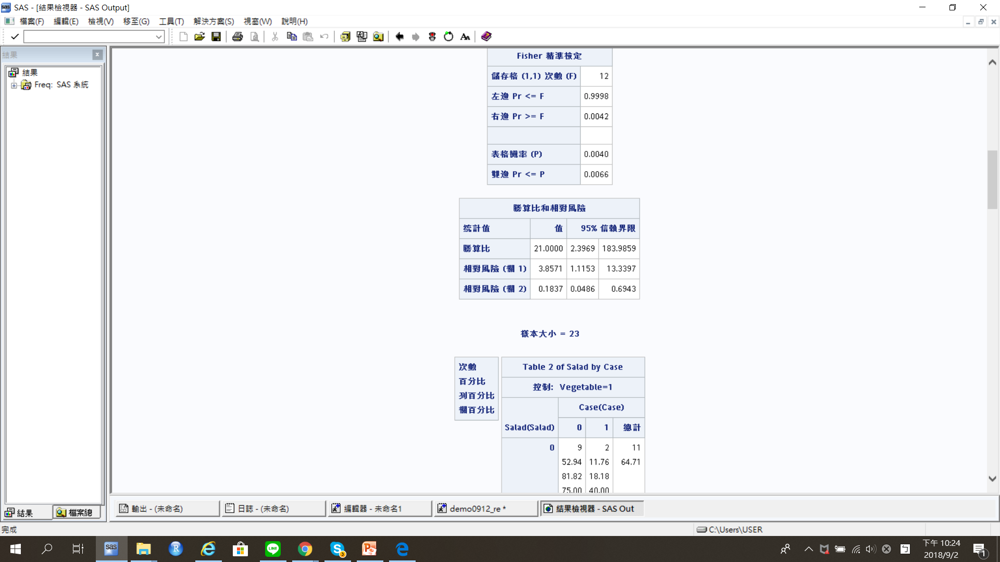 SAS - [結果檢視器 - SAS Output]
檔案(F) 編輯(E) 檢視(V) 移至(G) 工具(T) 解決方案(S) 視窗(W) 說明(H)
結果
結果
Freq: SAS 系統
Fisher 精準檢定
儲存格 (1,1) 次數 (F) 12
左邊 Pr <= F 0.9998
右邊 Pr >= F 0.0042
表格機率 (P) 0.0040
雙邊 Pr <= P 0.0066
勝算比和相對風險
統計值 值 95% 信賴界限
勝算比 21.0000 2.3969 183.9859
相對風險 (欄 1) 3.8571 1.1153 13.3397
相對風險 (欄 2) 0.1837 0.0486 0.6943
樣本大小 = 23
次數
百分比
列百分比
欄百分比
Table 2 of Salad by Case
控制: Vegetable=1
Case(Case)
Salad(Salad) 0 1 總計
0 9 2 11
52.94 11.76 64.71
81.82 18.18
75.00 40.00
結果 檔案總
輸出 - (未命名) 日誌 - (未命名) 編輯器 - 未命名1 demo0912_re * 結果檢視器 - SAS Out
完成 C:\Users\USER
下午 10:24
2018/9/2